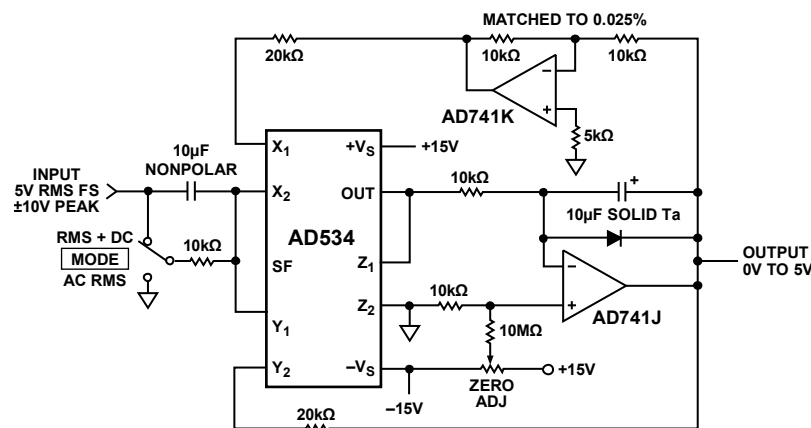 MATCHED TO 0.025%
20kΩ
10kΩ
10kΩ
AD741K
5kΩ
INPUT
5V RMS FS
±10V PEAK
10µF
NONPOLAR
X1
+VS
+15V
X2
OUT
10kΩ
+
10µF SOLID Ta
AD534
RMS + DC
MODE
AC RMS
10kΩ
SF
Z1
OUTPUT
0V TO 5V
AD741J
Y1
Z2
10kΩ
10MΩ
Y2
–VS
–15V
+15V
ZERO
ADJ
20kΩ
–
+
–
+